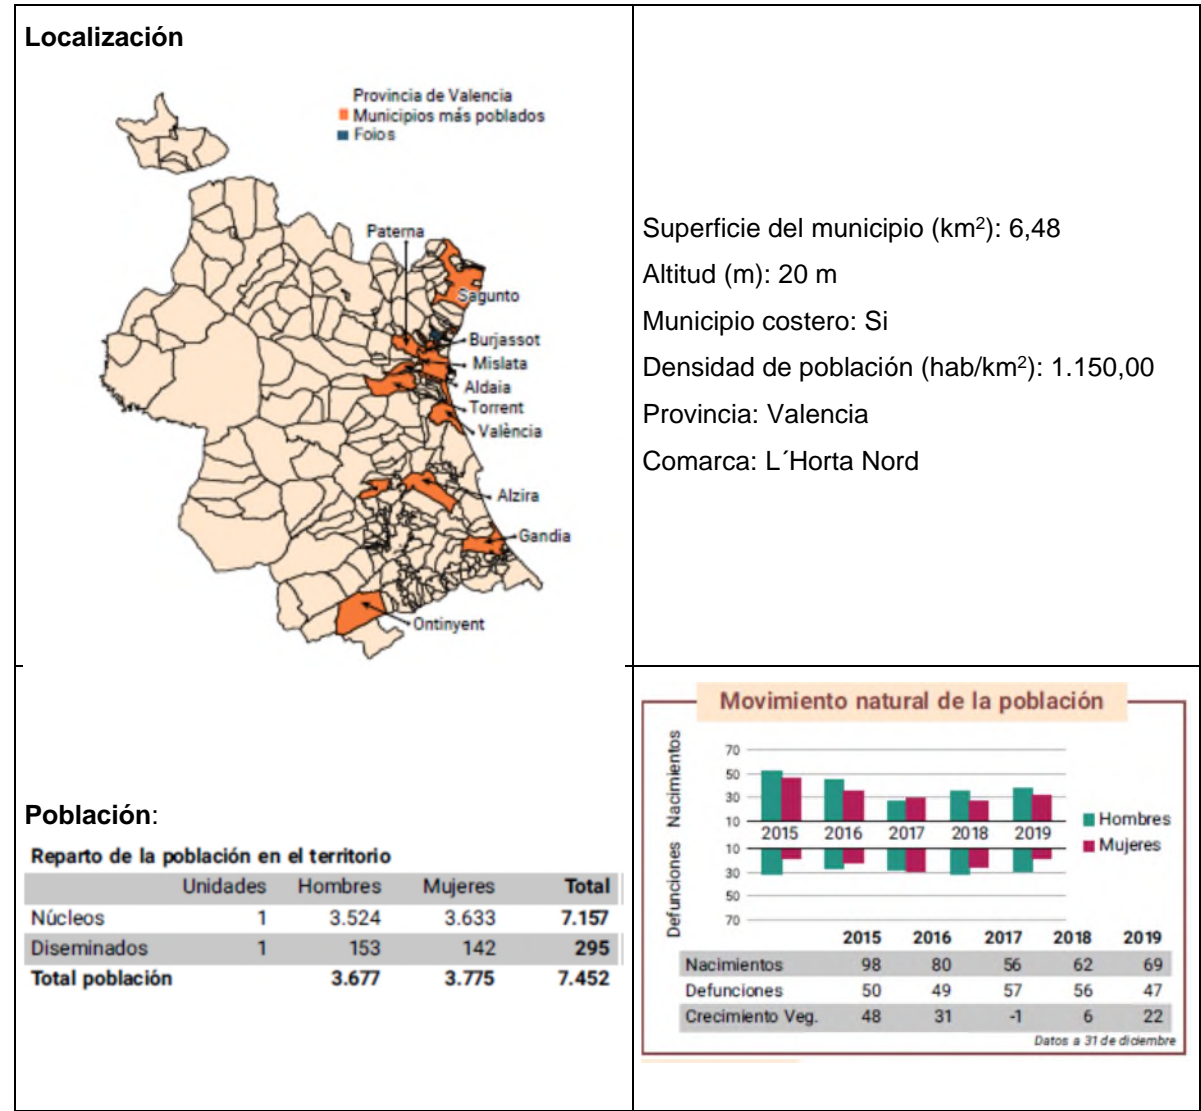 Localización
Provincia de Valencia
Municipios más poblados
Foios
Paterna
Sagunto
Burjassot
Mislata
Aldaia
Torrent
València
Alzira
Gandia
Ontinyent
Superficie del municipio (km²): 6,48
Altitud (m): 20 m
Municipio costero: Si
Densidad de población (hab/km²): 1.150,00
Provincia: Valencia
Comarca: L´Horta Nord
Población:
Reparto de la población en el territorio
Unidades Hombres Mujeres Total
Núcleos 1 3.524 3.633 7.157
Diseminados 1 153 142 295
Total población 3.677 3.775 7.452
Movimiento natural de la población
Nacimientos
70
50
30
10
2015 2016 2017 2018 2019
Hombres
Mujeres
Defunciones
10
30
50
70
2015 2016 2017 2018 2019
Nacimientos 98 80 56 62 69
Defunciones 50 49 57 56 47
Crecimiento Veg. 48 31 -1 6 22
Datos a 31 de diciembre